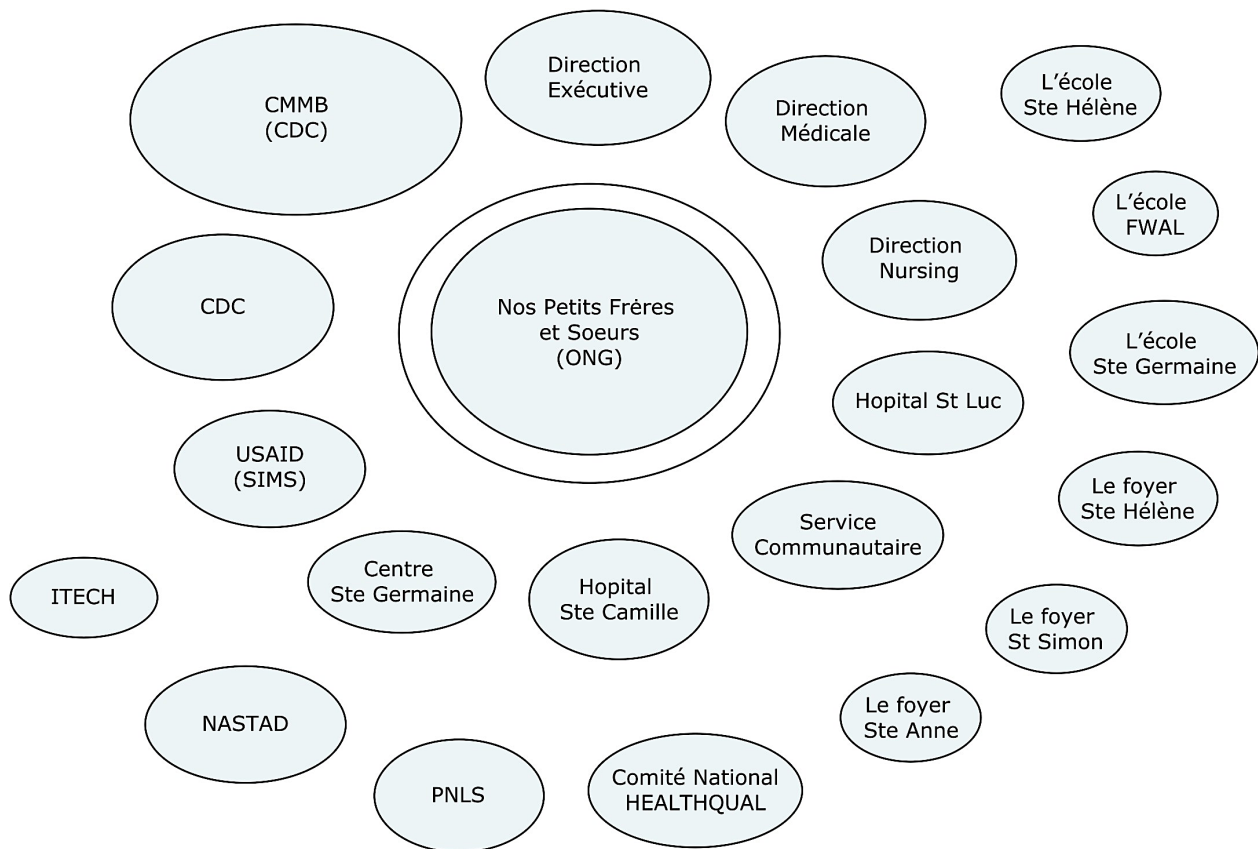 CMMB
(CDC)
Direction
Exécutive
Direction
Médicale
L'école
Ste Hélène
L'école
FWAL
CDC
Nos Petits Frères
et Soeurs
(ONG)
Direction
Nursing
L'école
Ste Germaine
Hopital St Luc
USAID
(SIMS)
Le foyer
Ste Hélène
Service
Communautaire
ITECH
Centre
Ste Germaine
Hopital
Ste Camille
Le foyer
St Simon
NASTAD
Le foyer
Ste Anne
PNLS
Comité National
HEALTHQUAL